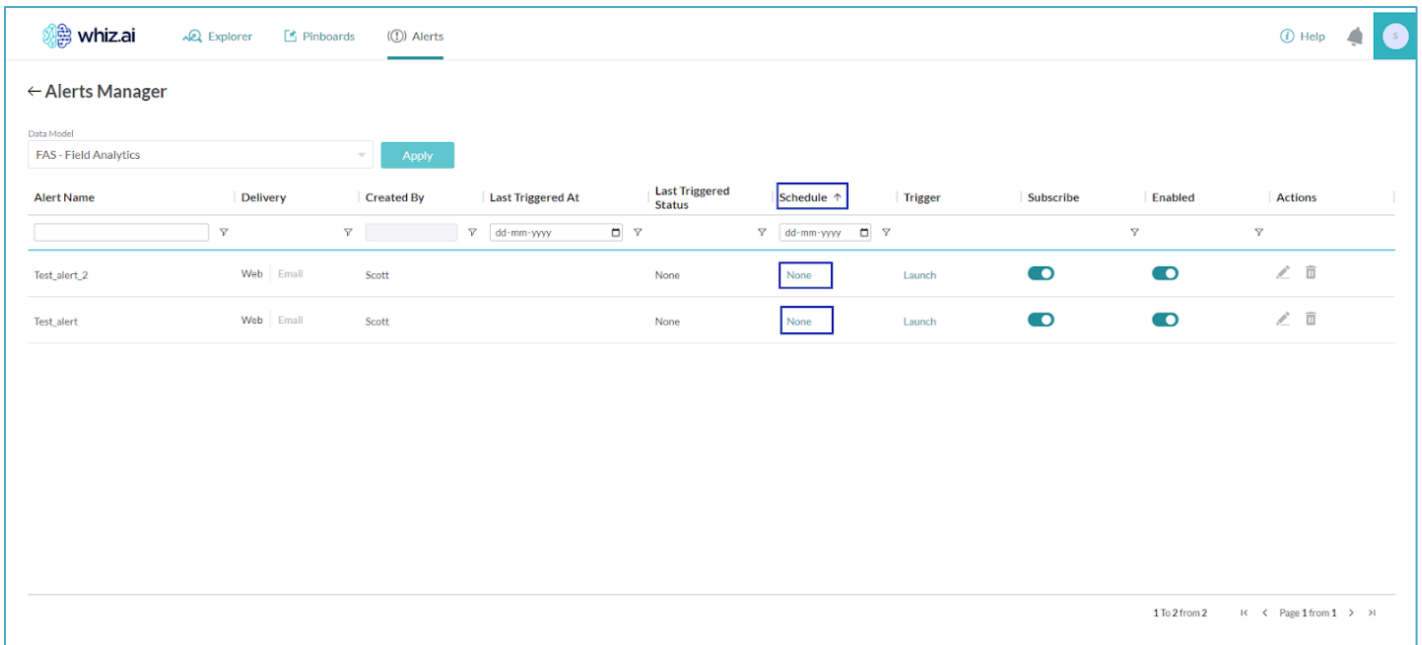 whiz.ai Explorer Pinboards Alerts Help S
Alerts Manager
Data Model
FAS - Field Analytics Apply
Alert Name Delivery Created By Last Triggered At Last Triggered Status Schedule Trigger Subscribe Enabled Actions
dd-mm-yyyy dd-mm-yyyy
Test_alert_2 Web Email Scott None None Launch
Test_alert Web Email Scott None None Launch
1 To 2 from 2 Page 1 from 1